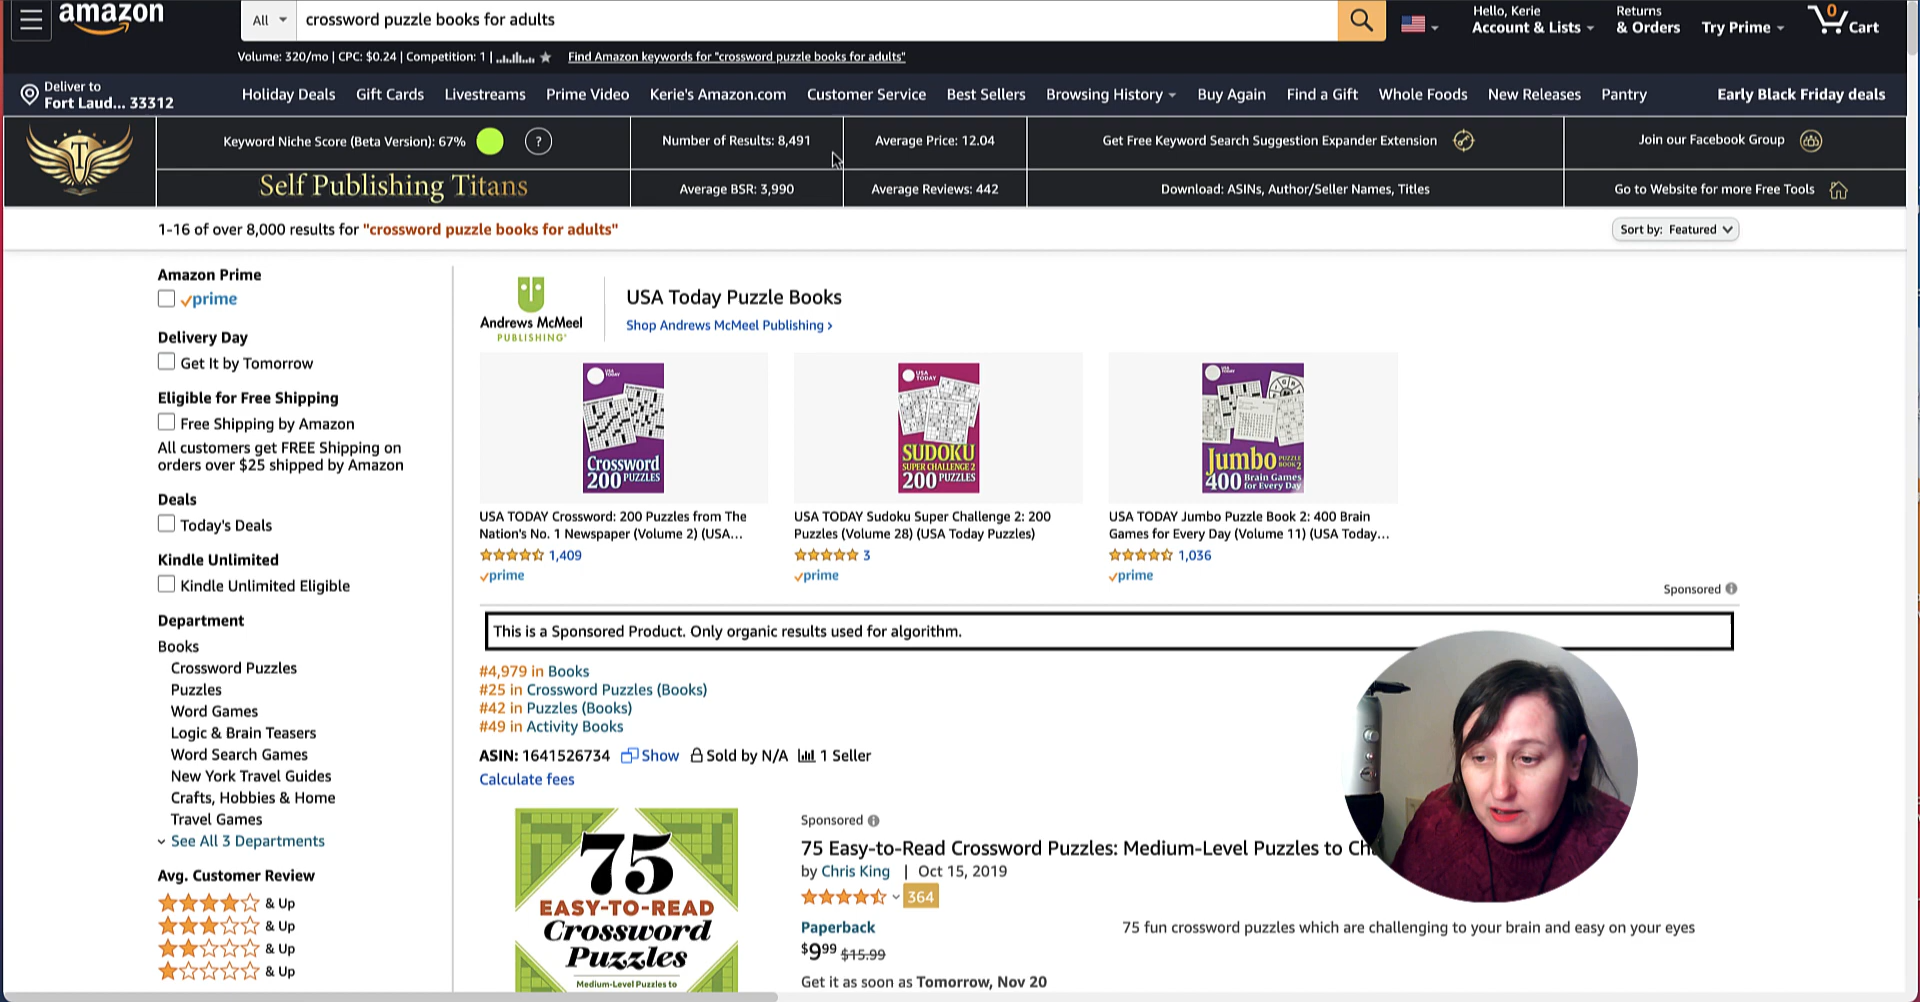 amazon
All
crossword puzzle books for adults
Hello, Kerie
Account & Lists
Returns
& Orders
Try Prime
0
Cart
Volume: 320/mo | CPC: $0.24 | Competition: 1 |
Find Amazon keywords for "crossword puzzle books for adults"
Deliver to
Fort Laud... 33312
Holiday Deals
Gift Cards
Livestreams
Prime Video
Kerie's Amazon.com
Customer Service
Best Sellers
Browsing History
Buy Again
Find a Gift
Whole Foods
New Releases
Pantry
Early Black Friday deals
T
Keyword Niche Score (Beta Version): 67%
?
Number of Results: 8,491
Average Price: 12.04
Get Free Keyword Search Suggestion Expander Extension
Join our Facebook Group
Self Publishing Titans
Average BSR: 3,990
Average Reviews: 442
Download: ASINs, Author/Seller Names, Titles
Go to Website for more Free Tools
1-16 of over 8,000 results for "crossword puzzle books for adults"
Sort by: Featured
Amazon Prime
prime
Delivery Day
Get It by Tomorrow
Eligible for Free Shipping
Free Shipping by Amazon
All customers get FREE Shipping on
orders over $25 shipped by Amazon
Deals
Today's Deals
Kindle Unlimited
Kindle Unlimited Eligible
Department
Books
Crossword Puzzles
Puzzles
Word Games
Logic & Brain Teasers
Word Search Games
New York Travel Guides
Crafts, Hobbies & Home
Travel Games
See All 3 Departments
Avg. Customer Review
& Up
& Up
& Up
& Up
Andrews McMeel
PUBLISHING
USA Today Puzzle Books
Shop Andrews McMeel Publishing ›
USA
TODAY
Crossword
200 PUZZLES
USA
TODAY
SUDOKU
SUPER CHALLENGE 2
200 PUZZLES
USA
TODAY
Jumbo PUZZLE
BOOK 2
400 Brain Games
for Every Day
USA TODAY Crossword: 200 Puzzles from The
Nation's No. 1 Newspaper (Volume 2) (USA...
1,409
prime
USA TODAY Sudoku Super Challenge 2: 200
Puzzles (Volume 28) (USA Today Puzzles)
3
prime
USA TODAY Jumbo Puzzle Book 2: 400 Brain
Games for Every Day (Volume 11) (USA Today...
1,036
prime
Sponsored
This is a Sponsored Product. Only organic results used for algorithm.
#4,979 in Books
#25 in Crossword Puzzles (Books)
#42 in Puzzles (Books)
#49 in Activity Books
ASIN: 1641526734 Show Sold by N/A 1 Seller
Calculate fees
75
EASY-TO-READ
Crossword
Puzzles
Medium-Level Puzzles to
Sponsored
75 Easy-to-Read Crossword Puzzles: Medium-Level Puzzles to Ch
by Chris King | Oct 15, 2019
364
Paperback
$9.99 $15.99
Get it as soon as Tomorrow, Nov 20
75 fun crossword puzzles which are challenging to your brain and easy on your eyes